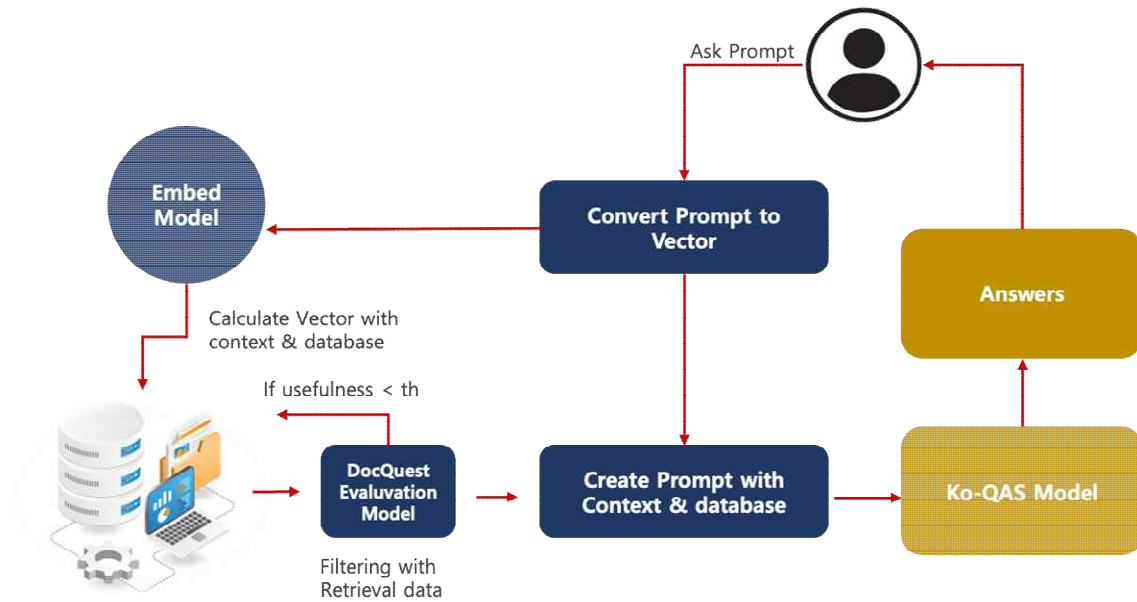 Ask Prompt
Embed
Model
Convert Prompt to
Vector
Answers
Calculate Vector with
context & database
If usefulness < th
DocQuest
Evaluvation
Model
Create Prompt with
Context & database
Ko-QAS Model
Filtering with
Retrieval data